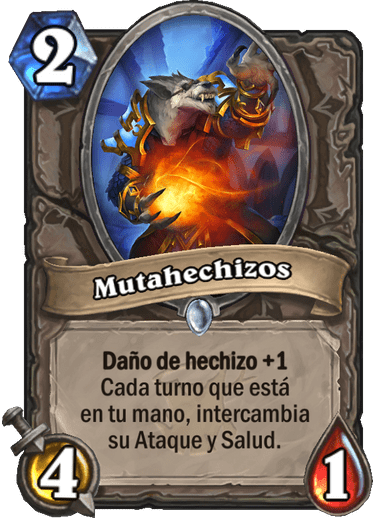 2
Mutahechizos
Daño de hechizo +1
Cada turno que está
en tu mano, intercambia
su Ataque y Salud.
4
1